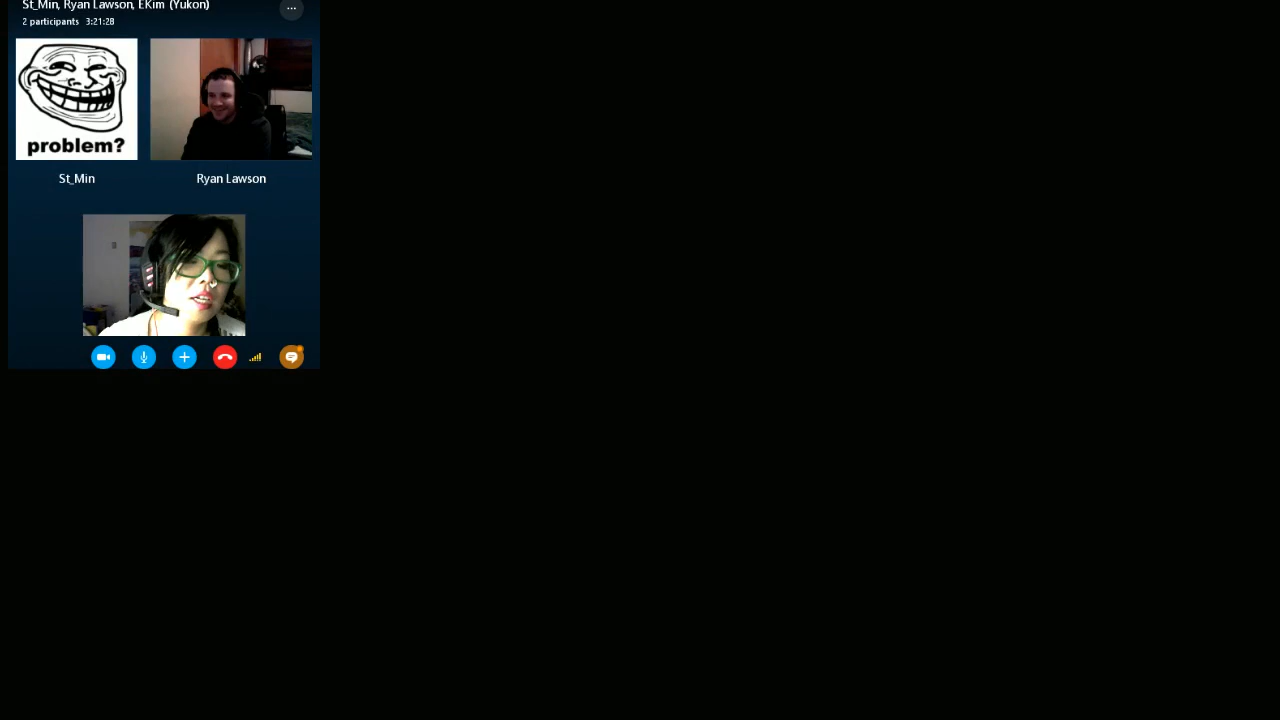 St_Min, Ryan Lawson, EKim (Yukon)
2 participants 3:21:28
problem?
St_Min
Ryan Lawson